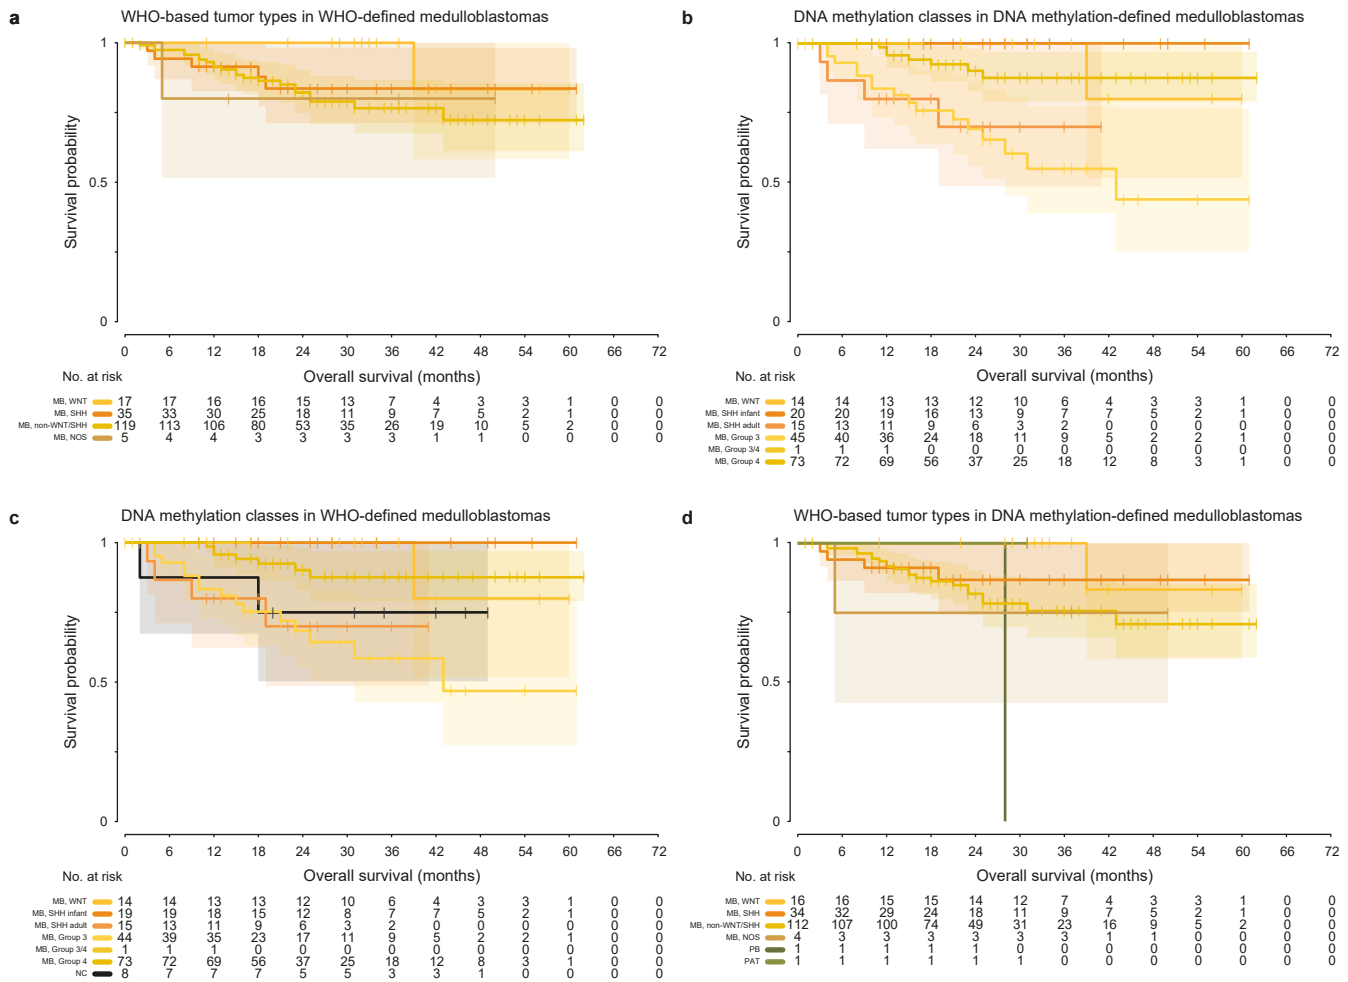 a
WHO-based tumor types in WHO-defined medulloblastomas
1
0.5
0
Survival probability
0 6 12 18 24 30 36 42 48 54 60 66 72
No. at risk
Overall survival (months)
MB, WNT 17 17 16 16 15 13 7 4 3 3 1 0 0
MB, SHH 35 33 30 25 18 11 9 7 5 2 1 0 0
MB, non-WNT/SHH 119 113 106 80 53 35 26 19 10 5 2 0 0
MB, NOS 5 4 4 3 3 3 3 1 1 0 0 0 0
b
DNA methylation classes in DNA methylation-defined medulloblastomas
1
0.5
0
Survival probability
0 6 12 18 24 30 36 42 48 54 60 66 72
No. at risk
Overall survival (months)
MB, WNT 14 14 13 13 12 10 6 4 3 3 1 0 0
MB, SHH infant 20 20 19 16 13 9 7 7 5 2 1 0 0
MB, SHH adult 15 13 11 9 6 3 2 0 0 0 0 0 0
MB, Group 3 45 40 36 24 18 11 9 5 2 2 1 0 0
MB, Group 3/4 1 1 1 0 0 0 0 0 0 0 0 0 0
MB, Group 4 73 72 69 56 37 25 18 12 8 3 1 0 0
c
DNA methylation classes in WHO-defined medulloblastomas
1
0.5
0
Survival probability
0 6 12 18 24 30 36 42 48 54 60 66 72
No. at risk
Overall survival (months)
MB, WNT 14 14 13 13 12 10 6 4 3 3 1 0 0
MB, SHH infant 19 19 18 15 12 8 7 7 5 2 1 0 0
MB, SHH adult 15 13 11 9 6 3 2 0 0 0 0 0 0
MB, Group 3 44 39 35 23 17 11 9 5 2 2 1 0 0
MB, Group 3/4 1 1 1 0 0 0 0 0 0 0 0 0 0
MB, Group 4 73 72 69 56 37 25 18 12 8 3 1 0 0
NC 8 7 7 7 5 5 3 3 1 0 0 0 0
d
WHO-based tumor types in DNA methylation-defined medulloblastomas
1
0.5
0
Survival probability
0 6 12 18 24 30 36 42 48 54 60 66 72
No. at risk
Overall survival (months)
MB, WNT 16 16 15 15 14 12 7 4 3 3 1 0 0
MB, SHH 34 32 29 24 18 11 9 7 5 2 1 0 0
MB, non-WNT/SHH 112 107 100 74 49 31 23 16 9 5 2 0 0
MB, NOS 4 3 3 3 3 3 3 1 1 0 0 0 0
PB 1 1 1 1 1 0 0 0 0 0 0 0 0
PAT 1 1 1 1 1 1 0 0 0 0 0 0 0